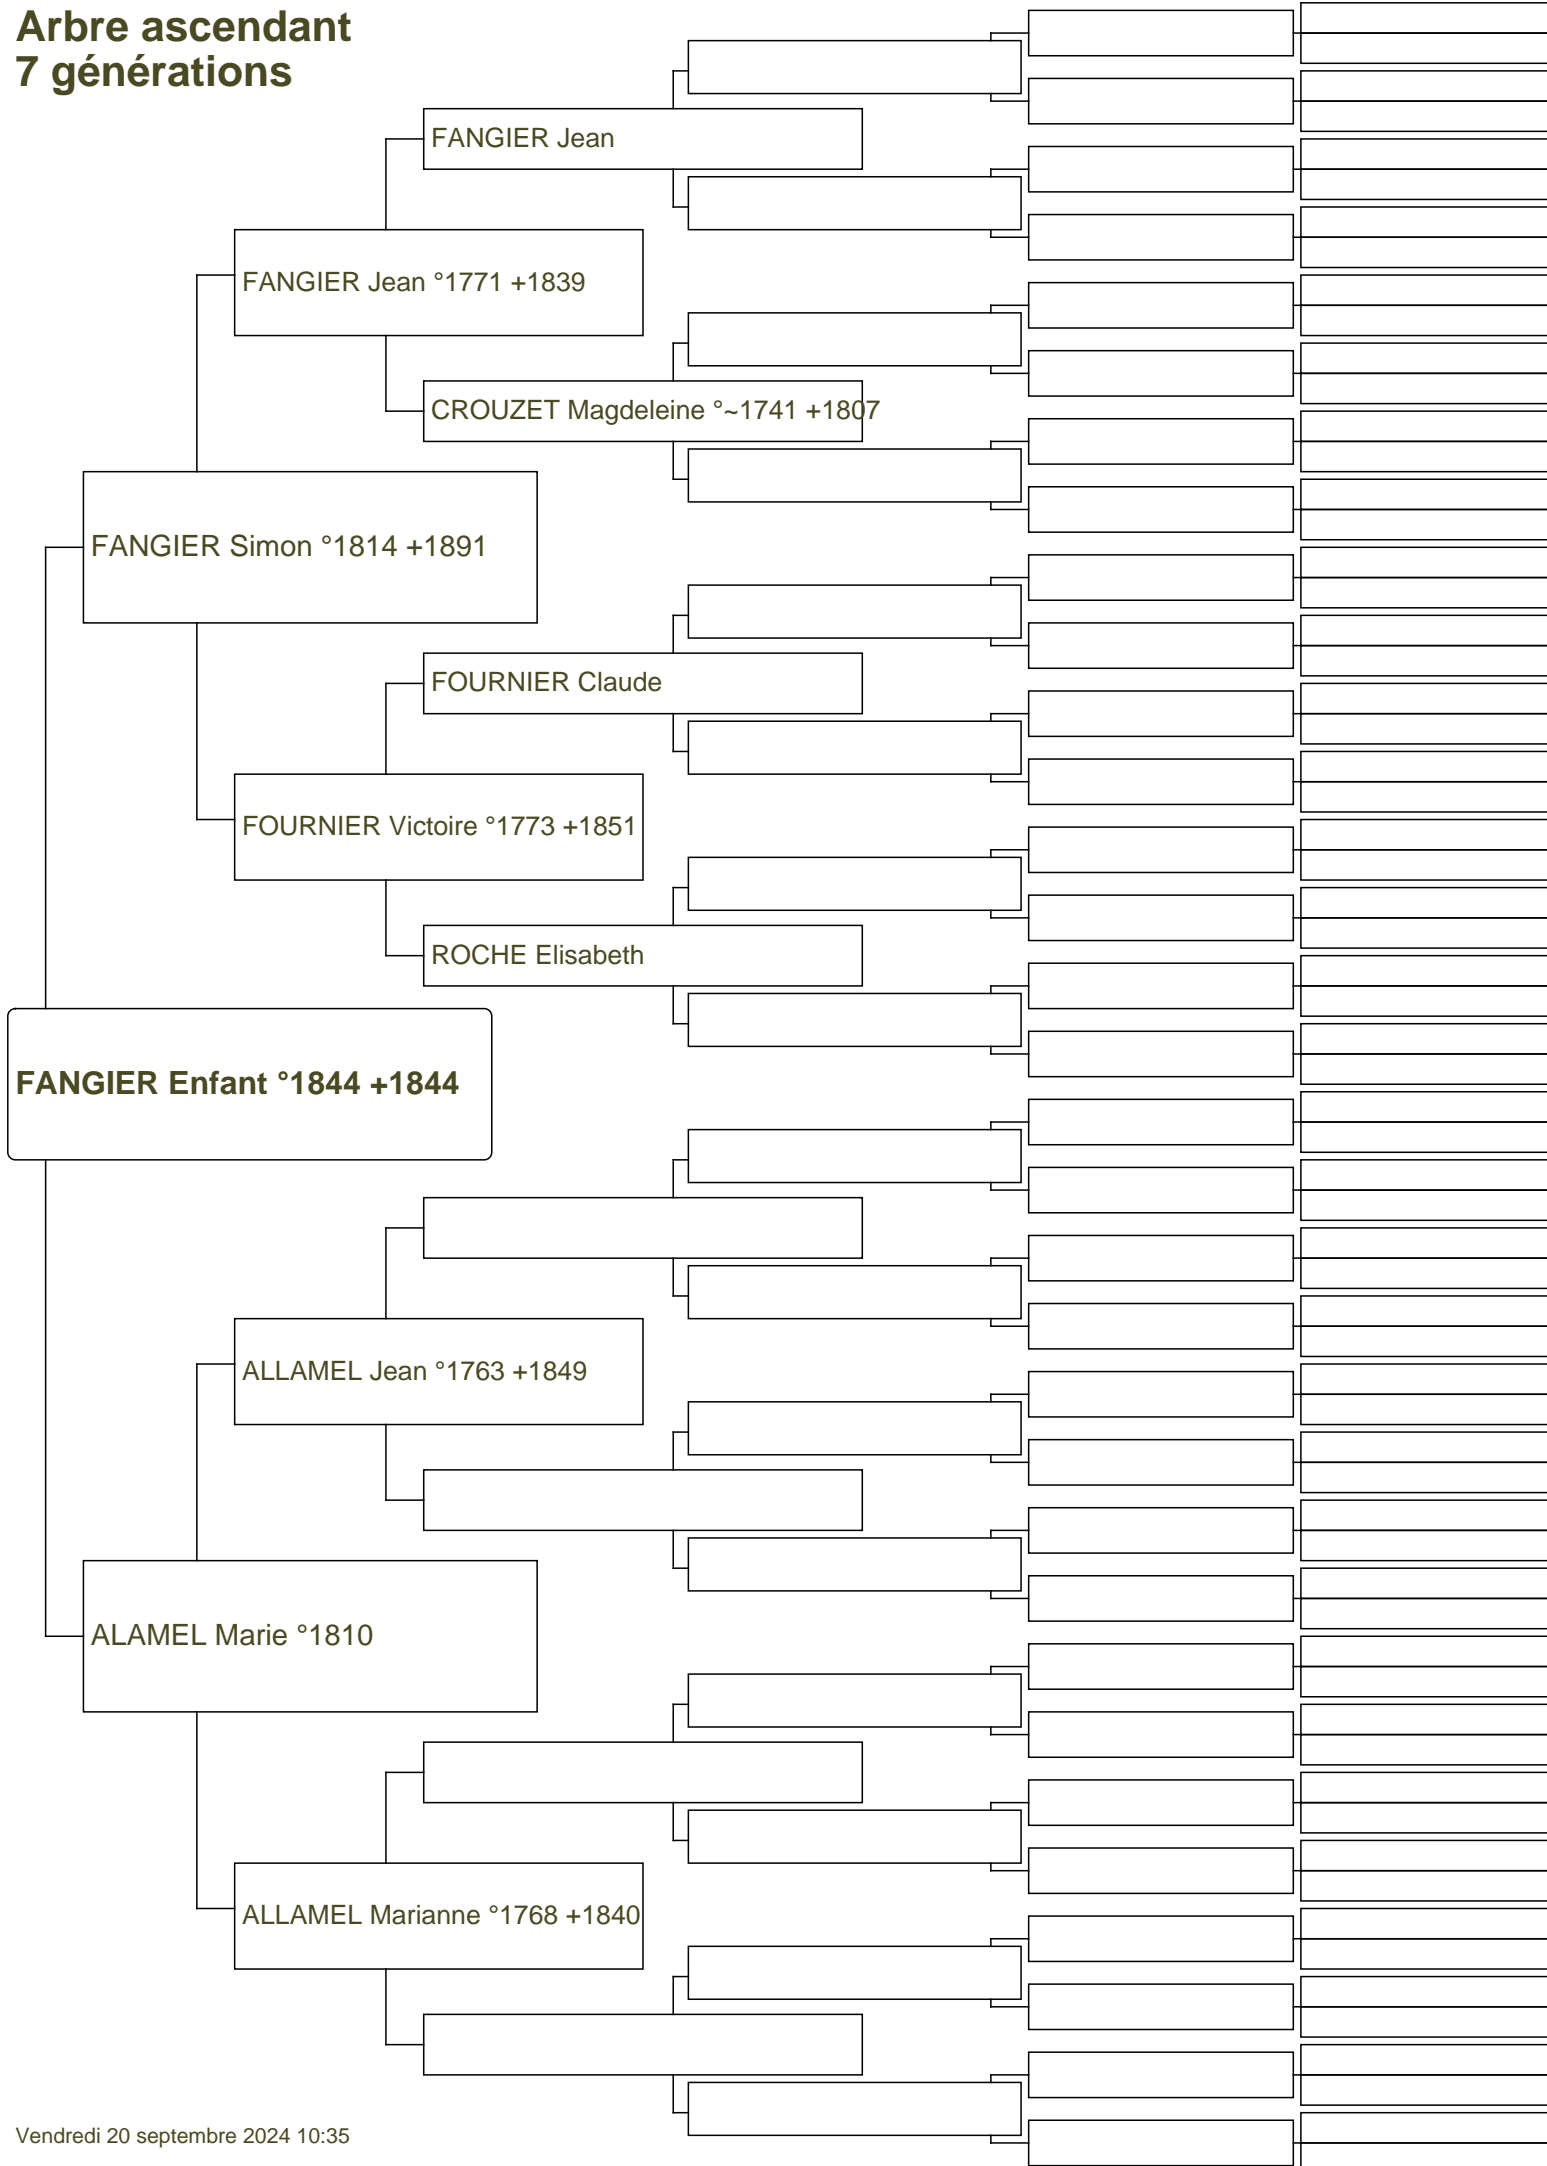 Arbre ascendant
7 générations
FANGIER Jean
FANGIER Jean °1771 +1839
CROUZET Magdeleine °~1741 +1807
FANGIER Simon °1814 +1891
FOURNIER Claude
FOURNIER Victoire °1773 +1851
ROCHE Elisabeth
FANGIER Enfant °1844 +1844
ALLAMEL Jean °1763 +1849
ALAMEL Marie °1810
ALLAMEL Marianne °1768 +1840
Vendredi 20 septembre 2024 10:35